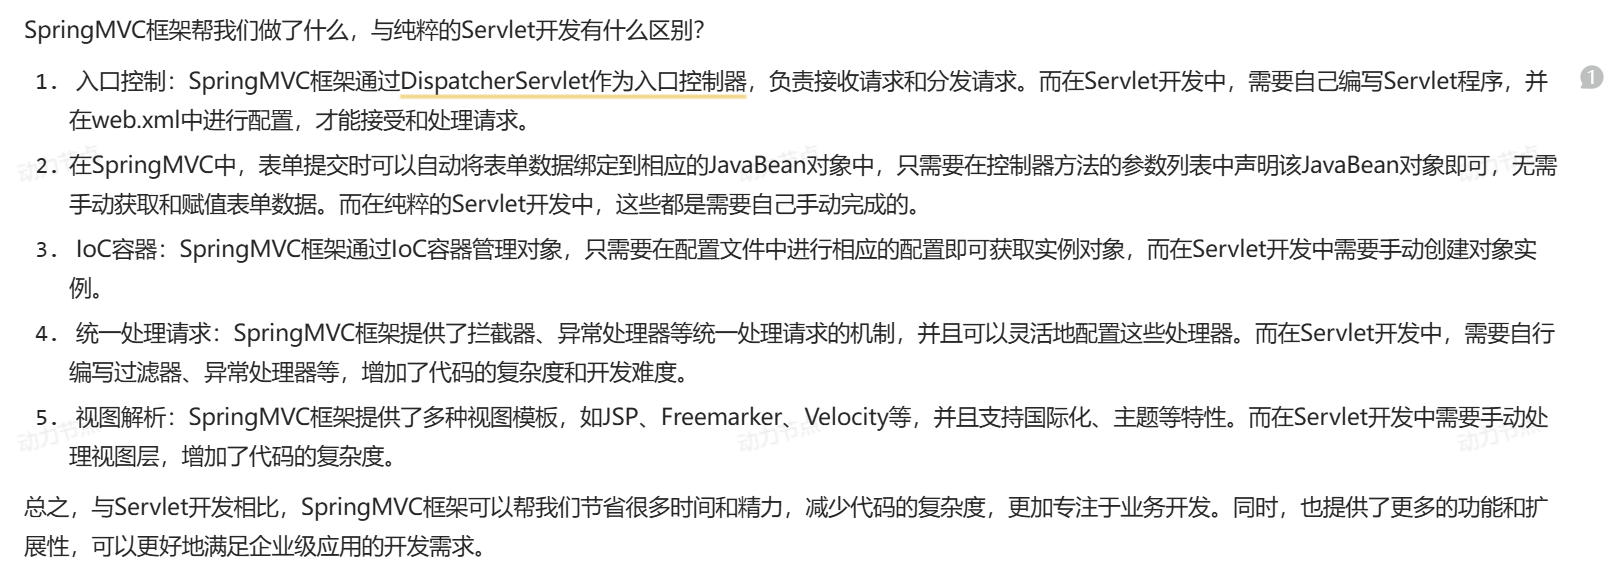 SpringMVC框架帮我们做了什么，与纯粹的Servlet开发有什么区别？
1. 入口控制：SpringMVC框架通过DispatcherServlet作为入口控制器，负责接收请求和分发请求。而在Servlet开发中，需要自己编写Servlet程序，并 1
在web.xml中进行配置，才能接受和处理请求。
2. 在SpringMVC中，表单提交时可以自动将表单数据绑定到相应的JavaBean对象中，只需要在控制器方法的参数列表中声明该JavaBean对象即可，无需
手动获取和赋值表单数据。而在纯粹的Servlet开发中，这些都是需要自己手动完成的。
3. IoC容器：SpringMVC框架通过IoC容器管理对象，只需要在配置文件中进行相应的配置即可获取实例对象，而在Servlet开发中需要手动创建对象实
例。
4. 统一处理请求：SpringMVC框架提供了拦截器、异常处理器等统一处理请求的机制，并且可以灵活地配置这些处理器。而在Servlet开发中，需要自行
编写过滤器、异常处理器等，增加了代码的复杂度和开发难度。
5. 视图解析：SpringMVC框架提供了多种视图模板，如JSP、Freemarker、Velocity等，并且支持国际化、主题等特性。而在Servlet开发中需要手动处
理视图层，增加了代码的复杂度。
总之，与Servlet开发相比，SpringMVC框架可以帮我们节省很多时间和精力，减少代码的复杂度，更加专注于业务开发。同时，也提供了更多的功能和扩
展性，可以更好地满足企业级应用的开发需求。
动力节点
动力节点
动力节点
动力节点
动力节点
动力节点